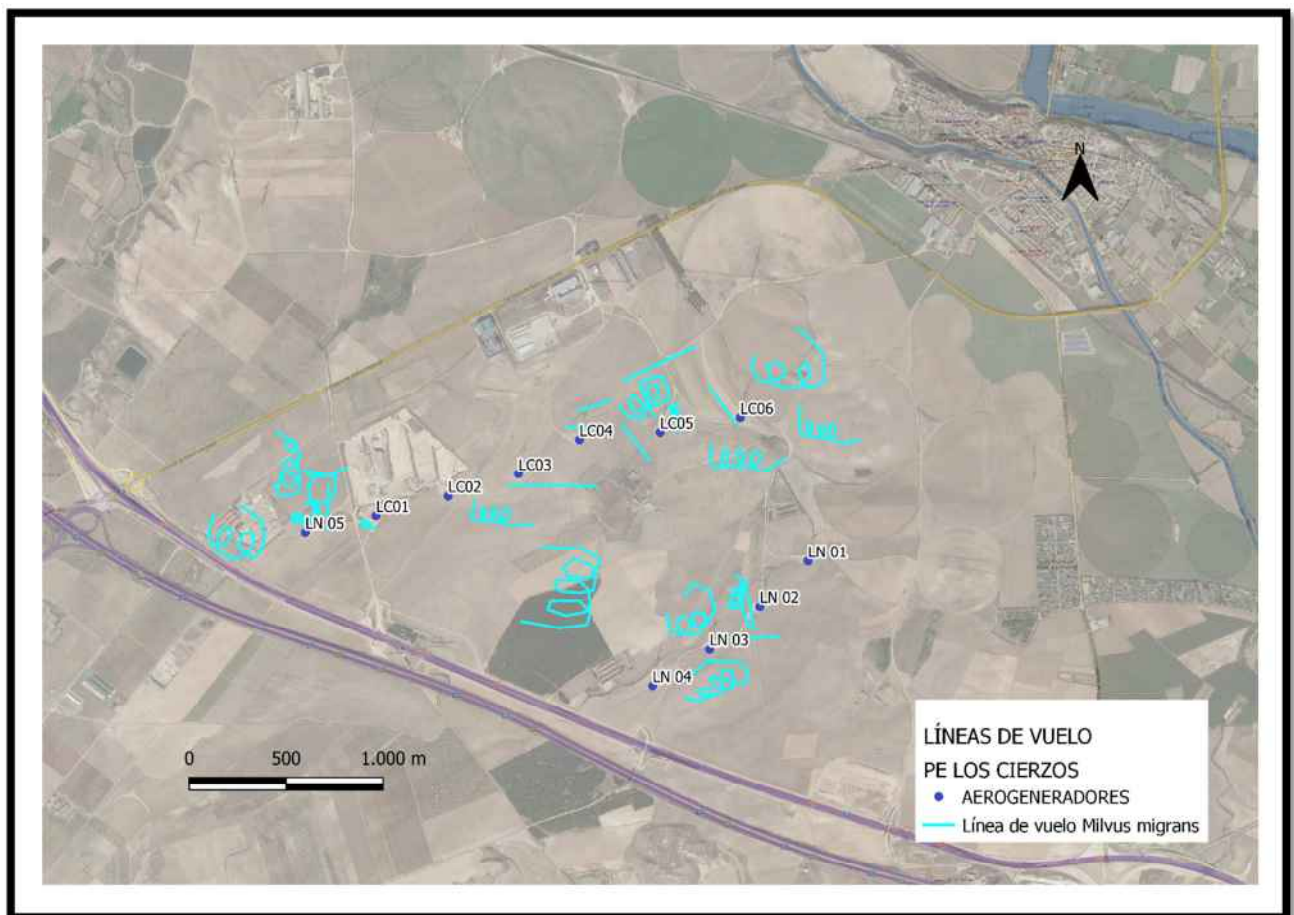 N
LC06
LC05
LC04
LC03
LC02
LC01
LN 05
LN 01
LN 02
LN 03
LN 04
0 500 1.000 m
LÍNEAS DE VUELO
PE LOS CIERZOS
AEROGENERADORES
Línea de vuelo Milvus migrans